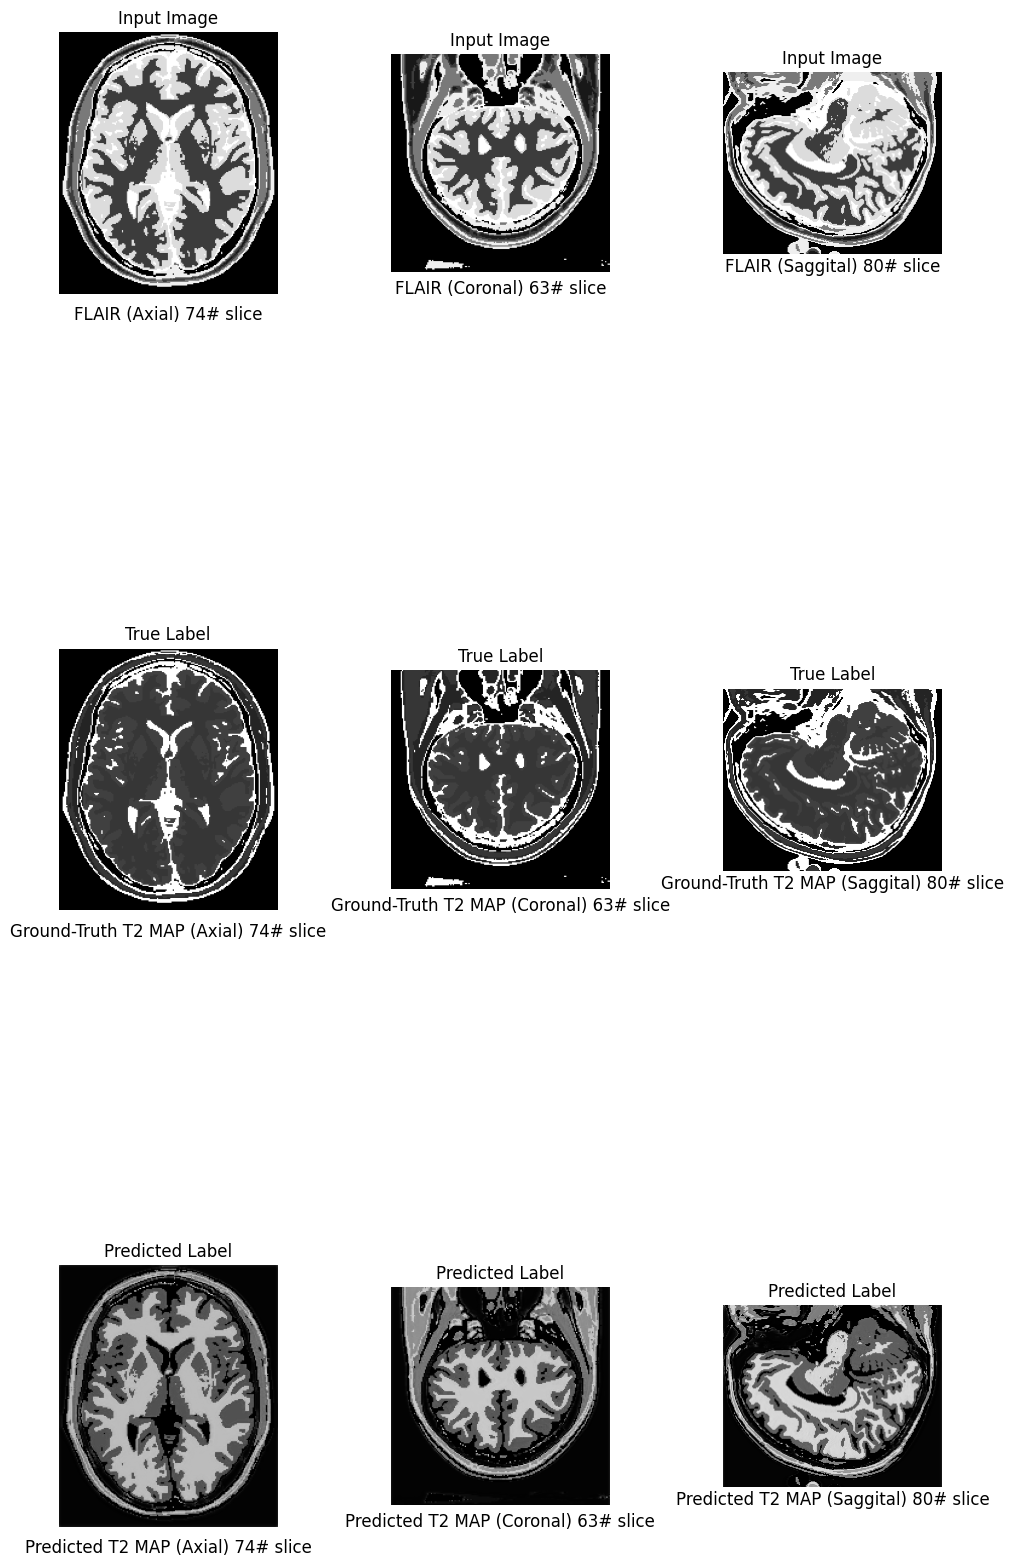 Input Image
Input Image
Input Image
FLAIR (Axial) 74# slice
FLAIR (Coronal) 63# slice
FLAIR (Saggital) 80# slice
True Label
True Label
True Label
Ground-Truth T2 MAP (Axial) 74# slice
Ground-Truth T2 MAP (Coronal) 63# slice
Ground-Truth T2 MAP (Saggital) 80# slice
Predicted Label
Predicted Label
Predicted Label
Predicted T2 MAP (Axial) 74# slice
Predicted T2 MAP (Coronal) 63# slice
Predicted T2 MAP (Saggital) 80# slice